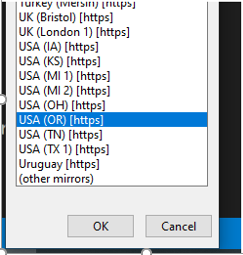 Turkey (Mersin) [https]
UK (Bristol) [https]
UK (London 1) [https]
USA (IA) [https]
USA (KS) [https]
USA (MI 1) [https]
USA (MI 2) [https]
USA (OH) [https]
USA (OR) [https]
USA (TN) [https]
USA (TX 1) [https]
Uruguay [https]
(other mirrors)
OK
Cancel